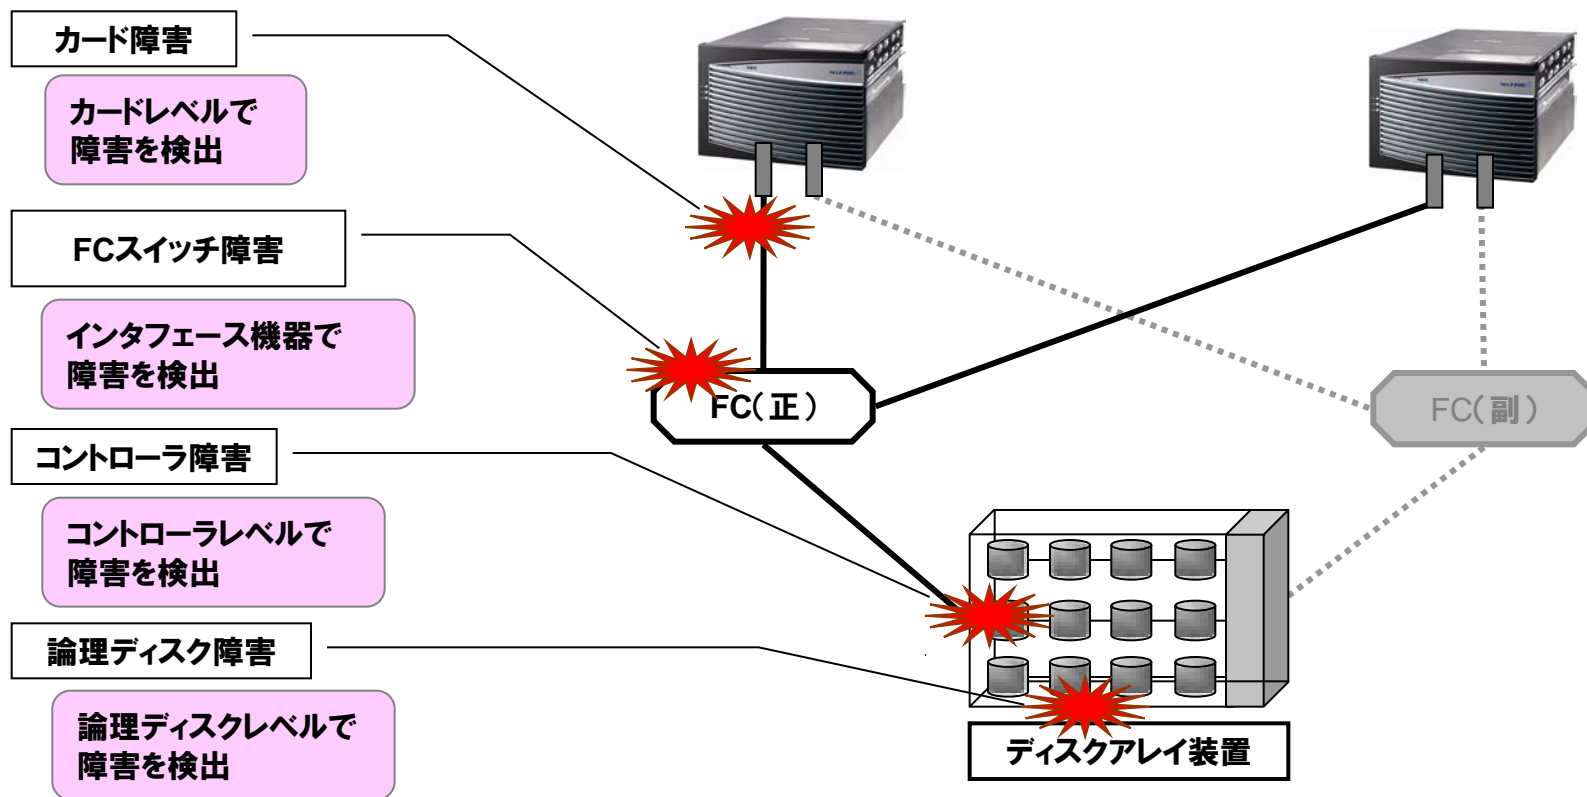 カード障害
カードレベルで
障害を検出
FCスイッチ障害
インタフェース機器で
障害を検出
コントローラ障害
コントローラレベルで
障害を検出
論理ディスク障害
論理ディスクレベルで
障害を検出
FC(正)
FC(副)
ディスクアレイ装置